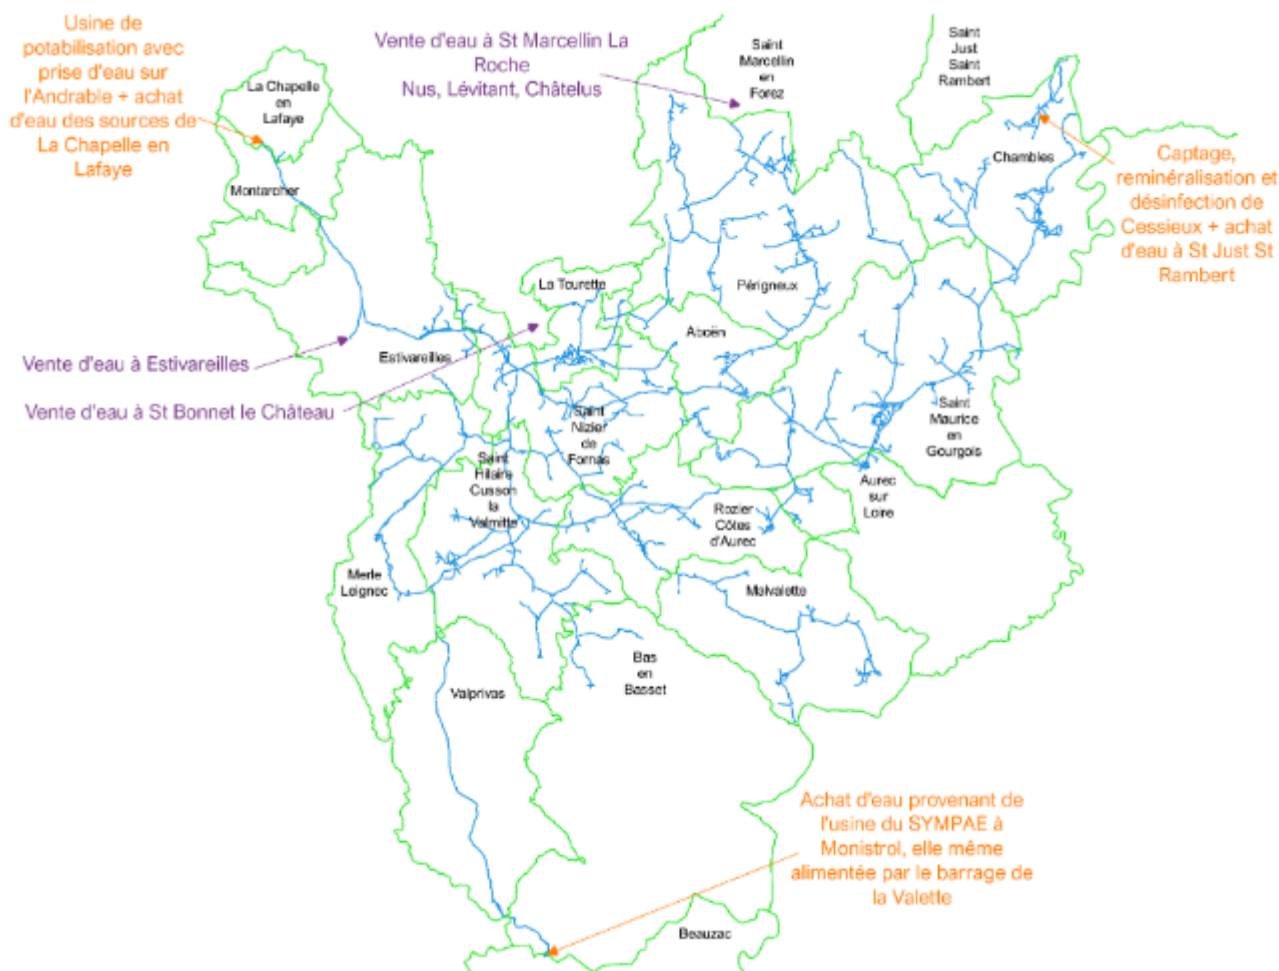 Usine de
potabilisation avec
prise d'eau sur
l'Andrable + achat
d'eau des sources de
La Chapelle en
Lafaye
La Chapelle
en
Lafaye
Montarcher
Vente d'eau à St Marcellin La
Roche
Nus, Lévitant, Châtelus
Saint
Marcellin
en
Forez
Saint
Just
Saint
Rambert
Chambles
Captage,
reminéralisation et
désinfection de
Cessieux + achat
d'eau à St Just St
Rambert
La Tourette
Périgneux
Aboën
Estivareilles
Vente d'eau à Estivareilles
Vente d'eau à St Bonnet le Château
Saint
Nizier
de
Fornas
Saint
Maurice
en
Gourgois
Saint
Hilaire
Cusson
la
Valmitte
Aurec
sur
Loire
Rozier
Côtes
d'Aurec
Merle
Leignec
Malvalette
Bas
en
Basset
Valprivas
Achat d'eau provenant de
l'usine du SYMPAE à
Monistrol, elle même
alimentée par le barrage de
la Valette
Beauzac